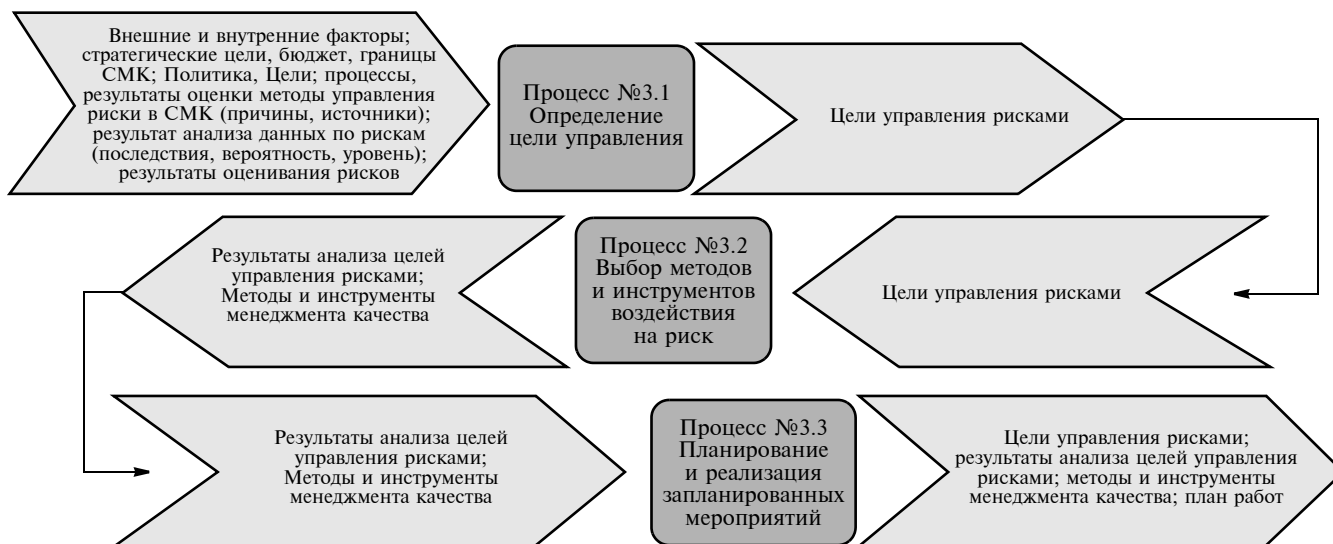 Внешние и внутренние факторы;
стратегические цели, бюджет, границы
СМК; Политика, Цели; процессы,
результаты оценки методы управления
риски в СМК (причины, источники);
результат анализа данных по рискам
(последствия, вероятность, уровень);
результаты оценивания рисков
Процесс №3.1
Определение
цели управления
Цели управления рисками
Цели управления рисками
Процесс №3.2
Выбор методов
и инструментов
воздействия
на риск
Результаты анализа целей
управления рисками;
Методы и инструменты
менеджмента качества
Результаты анализа целей
управления рисками;
Методы и инструменты
менеджмента качества
Процесс №3.3
Планирование
и реализация
запланированных
мероприятий
Цели управления рисками;
результаты анализа целей управления
рисками; методы и инструменты
менеджмента качества; план работ